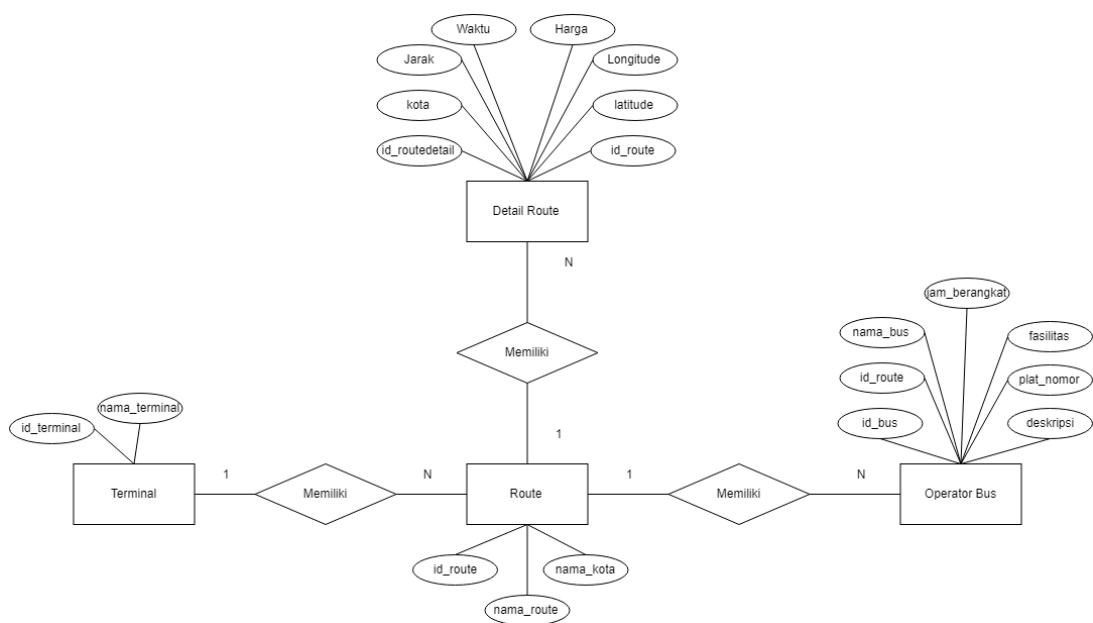 Waktu
Harga
Jarak
Longitude
kota
latitude
id_routedetail
id_route
Detail Route
N
jam_berangkat
nama_bus
fasilitas
Memiliki
id_route
plat_nomor
nama_terminal
id_terminal
id_bus
deskripsi
1
Terminal
1
Memiliki
N
Route
1
Memiliki
N
Operator Bus
id_route
nama_kota
nama_route